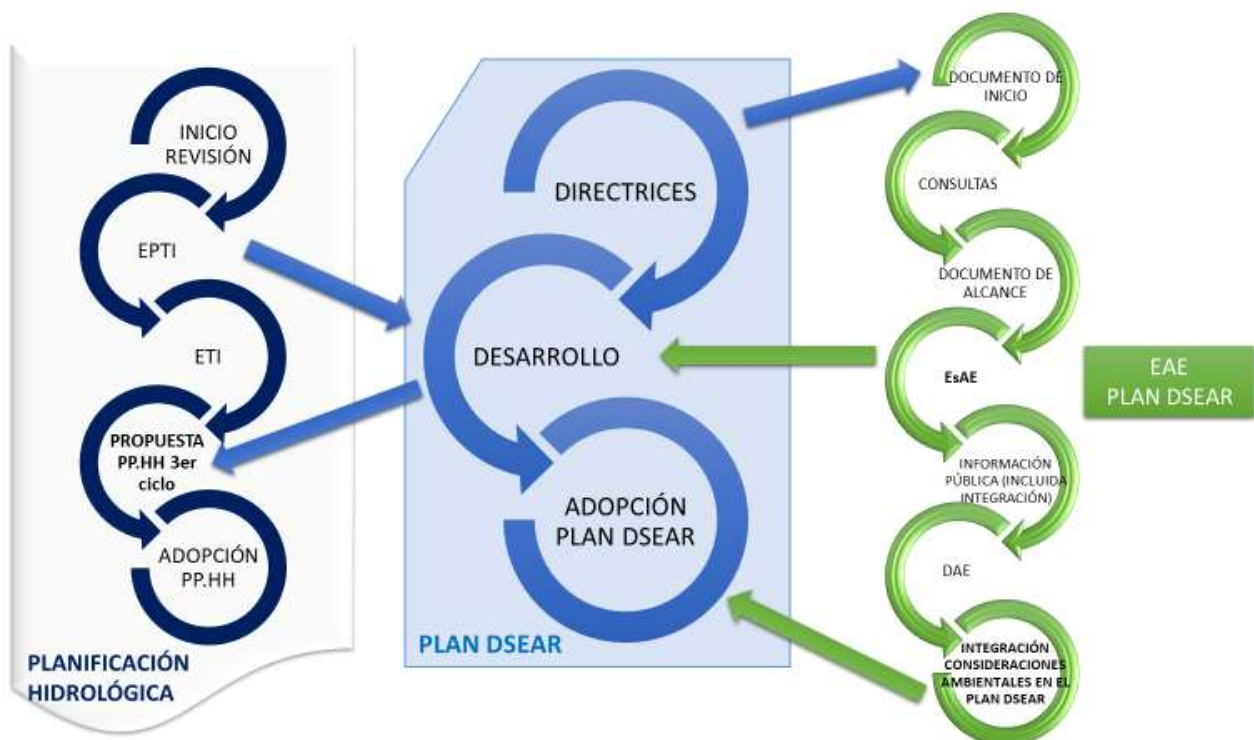 INICIO
REVISIÓN
EPTI
ETI
PROPUESTA
PP.HH 3er
ciclo
ADOPCIÓN
PP.HH
PLANIFICACIÓN
HIDROLÓGICA
DIRECTRICES
DESARROLLO
ADOPCIÓN
PLAN DSEAR
PLAN DSEAR
DOCUMENTO DE
INICIO
CONSULTAS
DOCUMENTO DE
ALCANCE
EsAE
INFORMACIÓN
PÚBLICA (INCLUIDA
INTEGRACIÓN)
DAE
INTEGRACIÓN
CONSIDERACIONES
AMBIENTALES EN EL
PLAN DSEAR
EAE
PLAN DSEAR